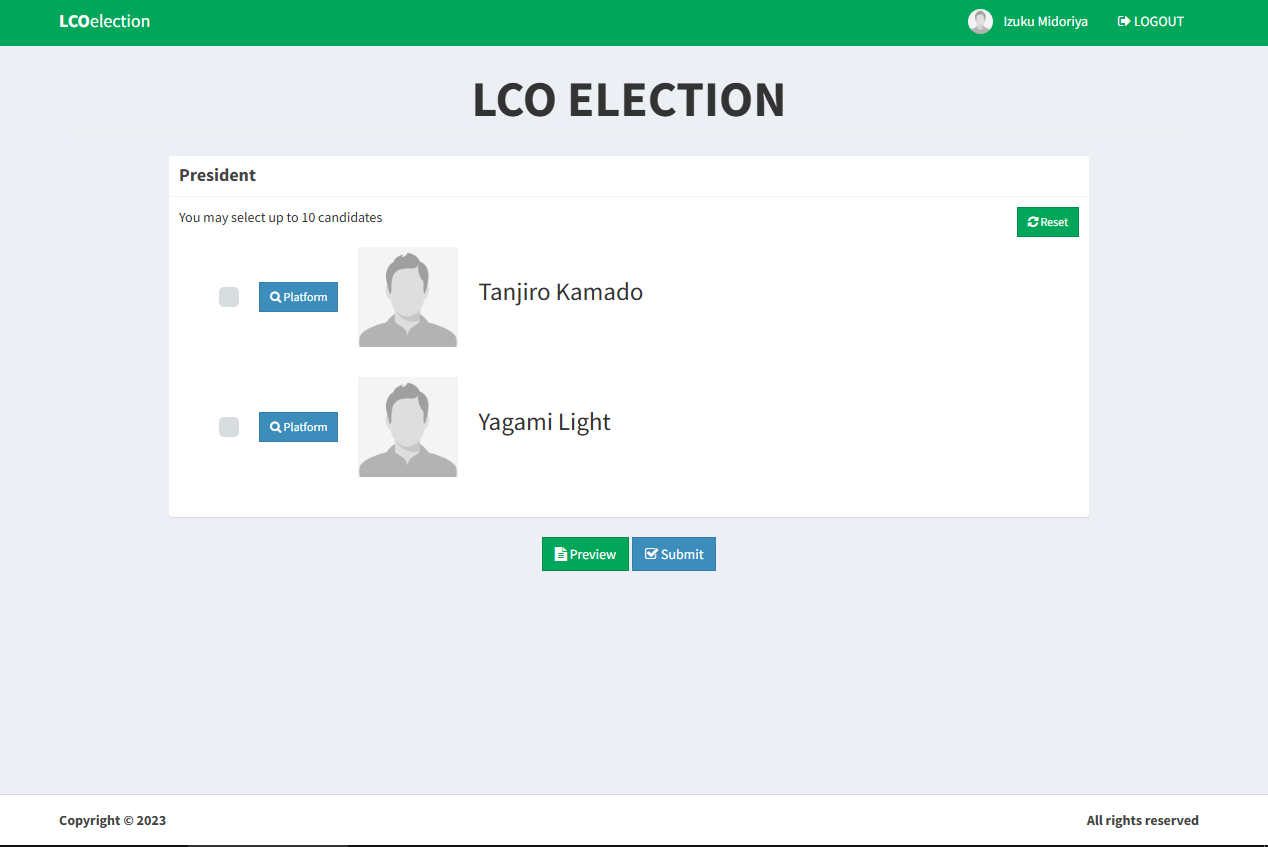 LCOelection
Izuku Midoriya
LOGOUT
LCO ELECTION
President
You may select up to 10 candidates
Reset
Platform
Tanjiro Kamado
Platform
Yagami Light
Preview
Submit
Copyright © 2023
All rights reserved